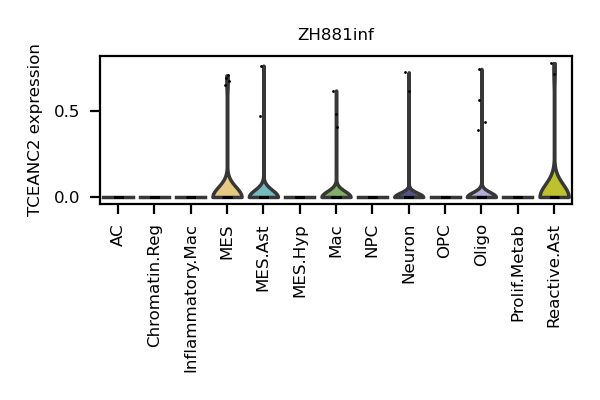 ZH881inf
TCEANC2 expression
0.5
0.0
AC
Chromatin.Reg
Inflammatory.Mac
MES
MES.Ast
MES.Hyp
Mac
NPC
Neuron
OPC
Oligo
Prolif.Metab
Reactive.Ast